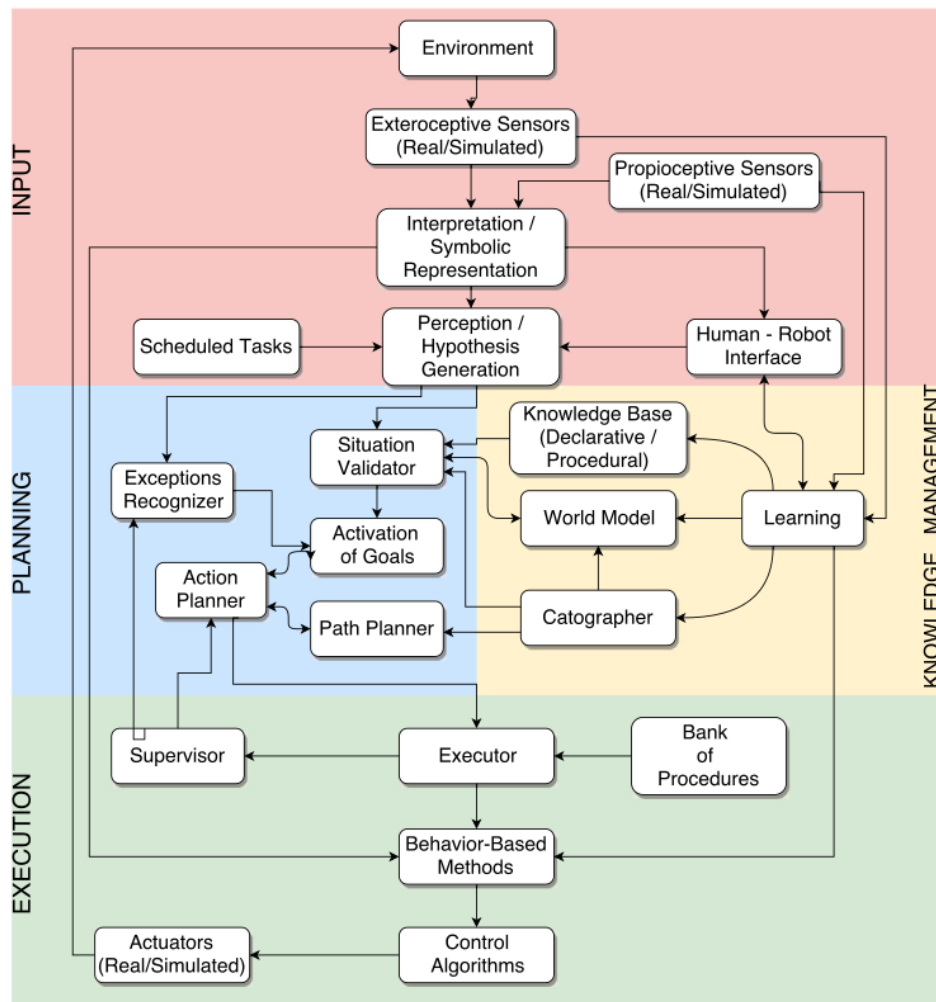 INPUT
Environment
Exteroceptive Sensors
(Real/Simulated)
Propioceptive Sensors
(Real/Simulated)
Interpretation /
Symbolic
Representation
Scheduled Tasks
Perception /
Hypothesis
Generation
Human - Robot
Interface
PLANNING
KNOWLEDGE MANAGEMENT
Situation
Validator
Knowledge Base
(Declarative /
Procedural)
Exceptions
Recognizer
World Model
Learning
Activation
of Goals
Action
Planner
Path Planner
Catographer
EXECUTION
Supervisor
Executor
Bank
of
Procedures
Behavior-Based
Methods
Actuators
(Real/Simulated)
Control
Algorithms